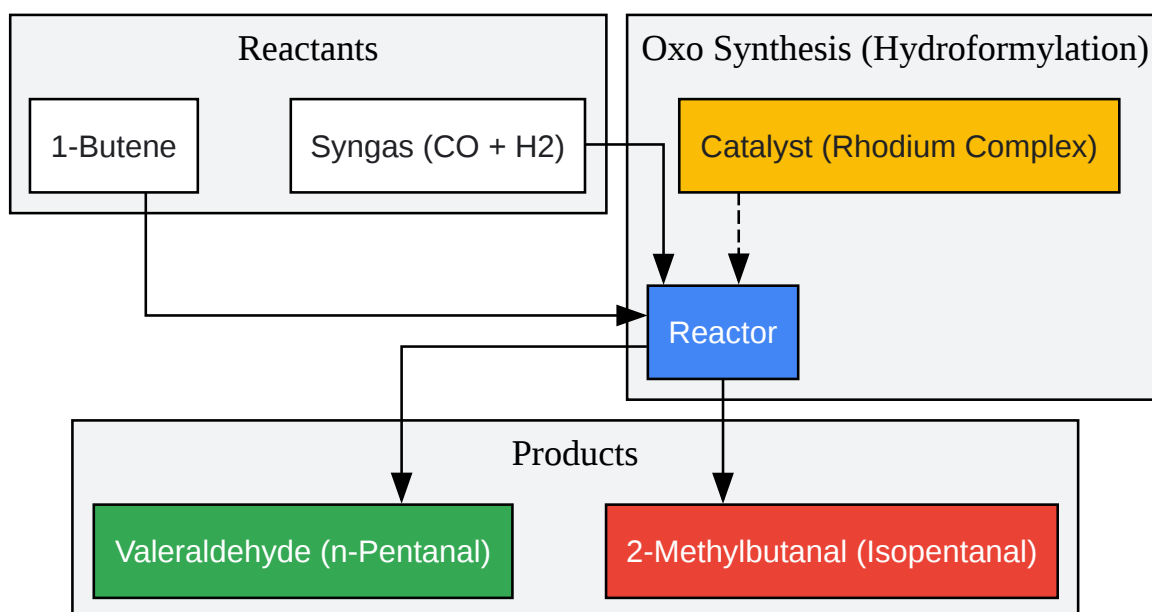 Reactants
Oxo Synthesis (Hydroformylation)
1-Butene
Syngas (CO + H2)
Catalyst (Rhodium Complex)
Reactor
Products
Valeraldehyde (n-Pentanal)
2-Methylbutanal (Isopentanal)